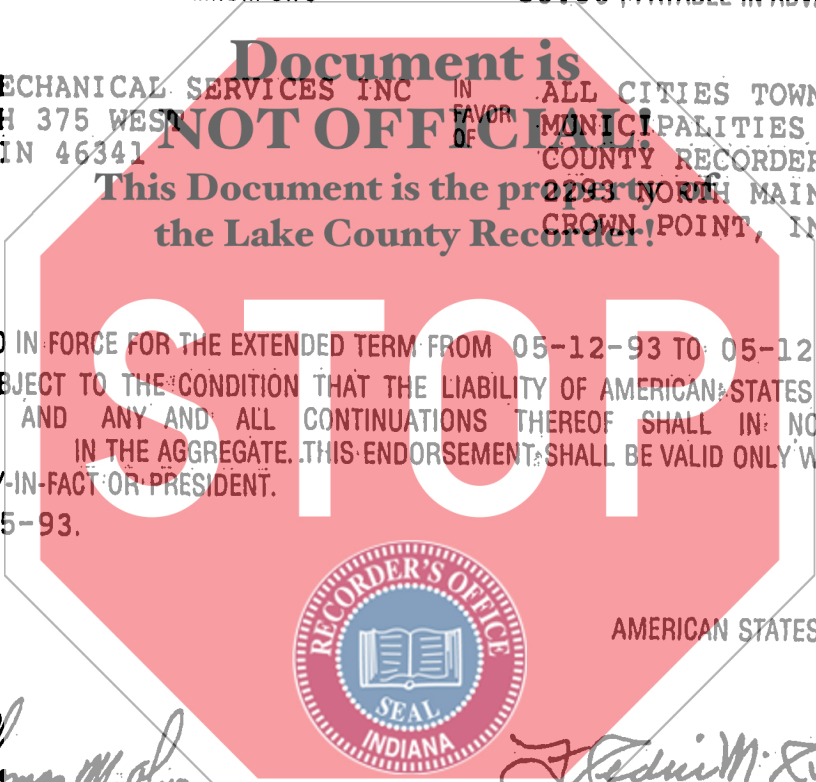 Document is
NOT OFFICIAL!
This Document is the property of
the Lake County Recorder!
ECHANICAL SERVICES INC IN FAVOR OF ALL CITIES TOWN
H 375 WEST MUNICIPALITIES
IN 46341 COUNTY RECORDER
2293 NORTH MAIN
CROWN POINT, IN
STOP
IN FORCE FOR THE EXTENDED TERM FROM 05-12-93 TO 05-12
BJECT TO THE CONDITION THAT THE LIABILITY OF AMERICAN STATES
AND ANY AND ALL CONTINUATIONS THEREOF SHALL IN NO
IN THE AGGREGATE. THIS ENDORSEMENT SHALL BE VALID ONLY W
Y-IN-FACT OR PRESIDENT.
5-93.
RECORDER'S OFFICE
SEAL
INDIANA
AMERICAN STATES